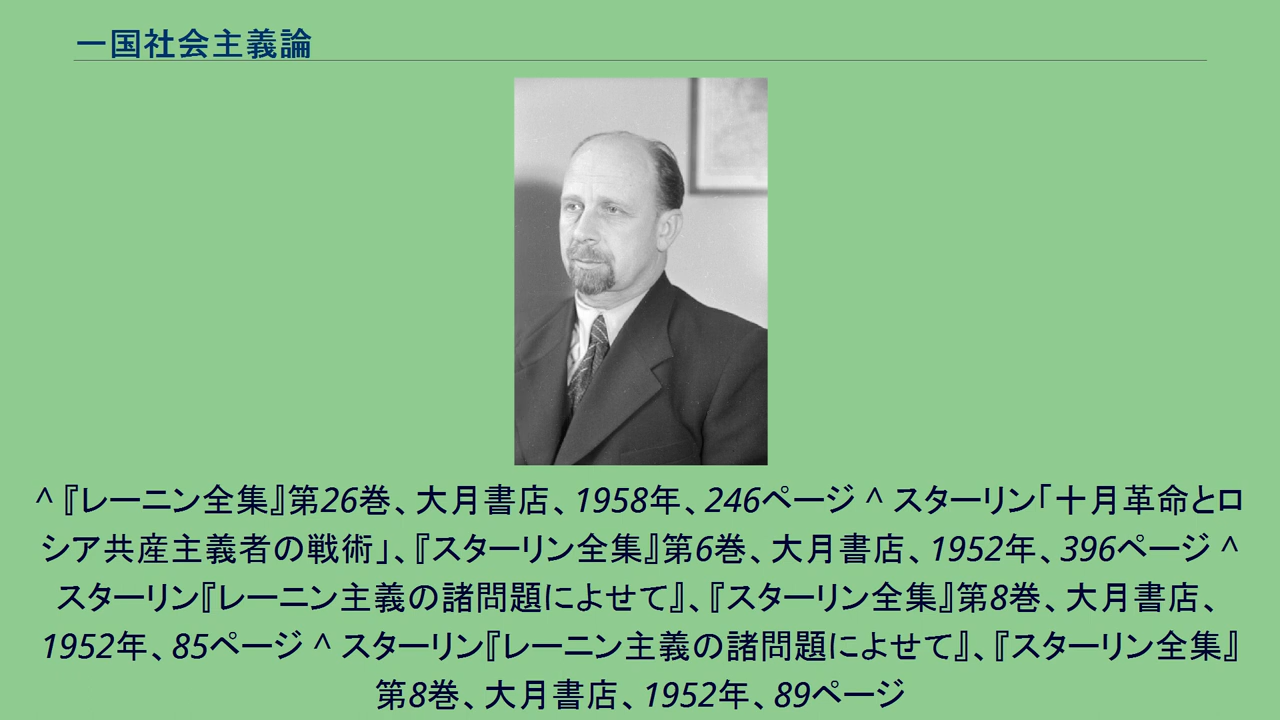 一国社会主義論
^ 『レーニン全集』第26巻、大月書店、1958年、246ページ ^ スターリン「十月革命とロ
シア共産主義者の戦術」、『スターリン全集』第6巻、大月書店、1952年、396ページ ^
スターリン『レーニン主義の諸問題によせて』、『スターリン全集』第8巻、大月書店、
1952年、85ページ ^ スターリン『レーニン主義の諸問題によせて』、『スターリン全集』
第8巻、大月書店、1952年、89ページ